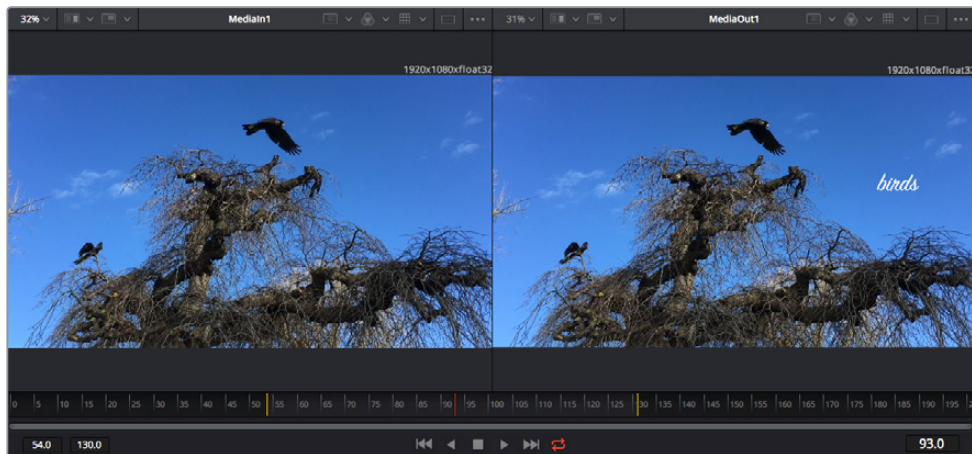 32% MediaIn1 31% MediaOut1
1920x1080xfloat32 1920x1080xfloat32
birds
0 5 10 15 20 25 30 35 40 45 50 55 60 65 70 75 80 85 90 95 100 105 110 115 120 125 130 135 140 145 150 155 160 165 170 175 180 185 190 195
54.0 130.0 93.0